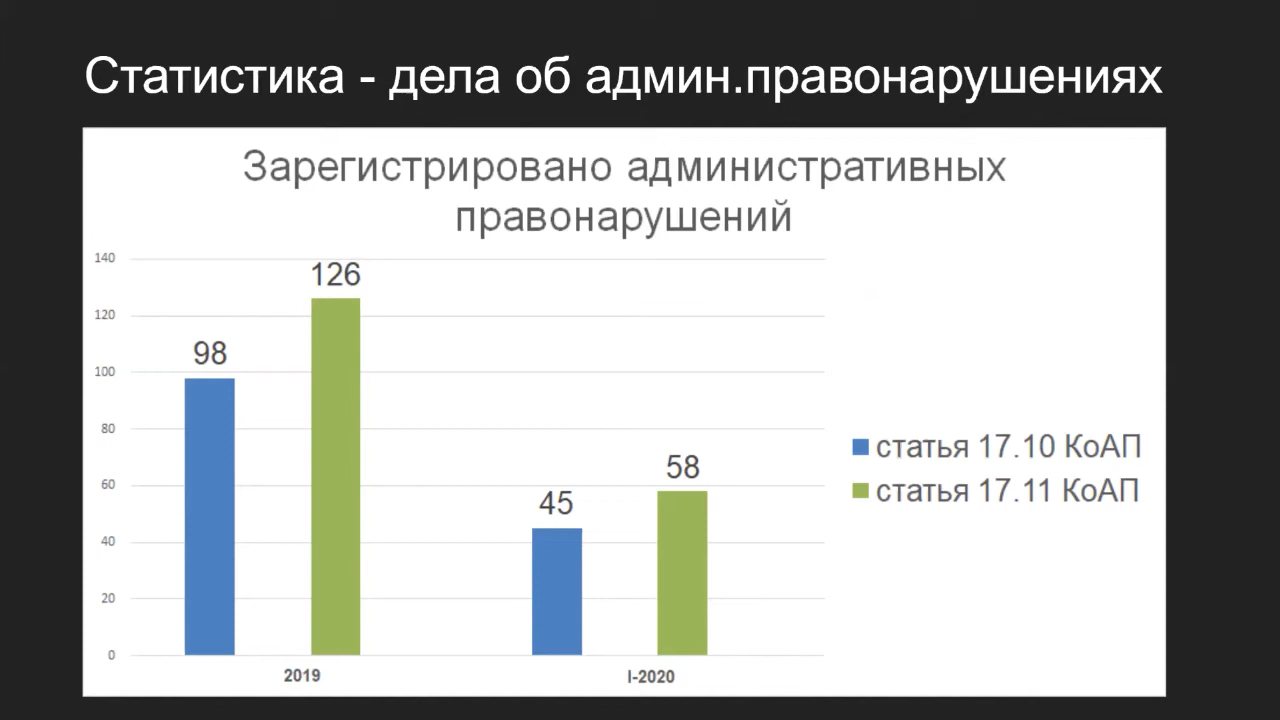 Статистика - дела об админ.правонарушениях
Зарегистрировано административных
правонарушений
140
120
100
80
60
40
20
0
98
126
45
58
2019
I-2020
статья 17.10 КоАП
статья 17.11 КоАП